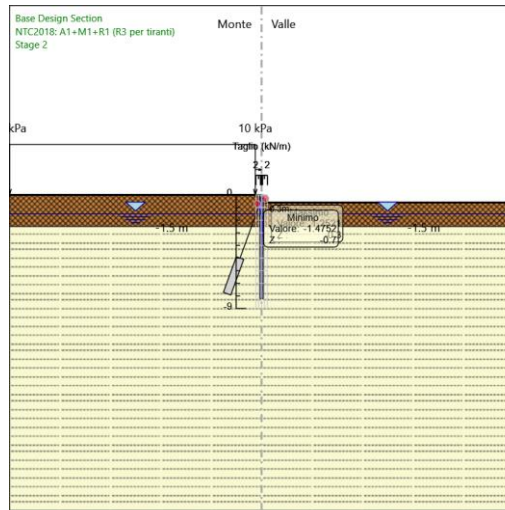 Base Design Section
NTC2018: A1+M1+R1 (R3 per tiranti)
Stage 2
Monte
Valle
kPa
10 kPa
Taglio (kN/m)
2 2
0
Minimo
Valore: -1.4752
Z
-0.7
-1.5 m
-1.5 m
-9